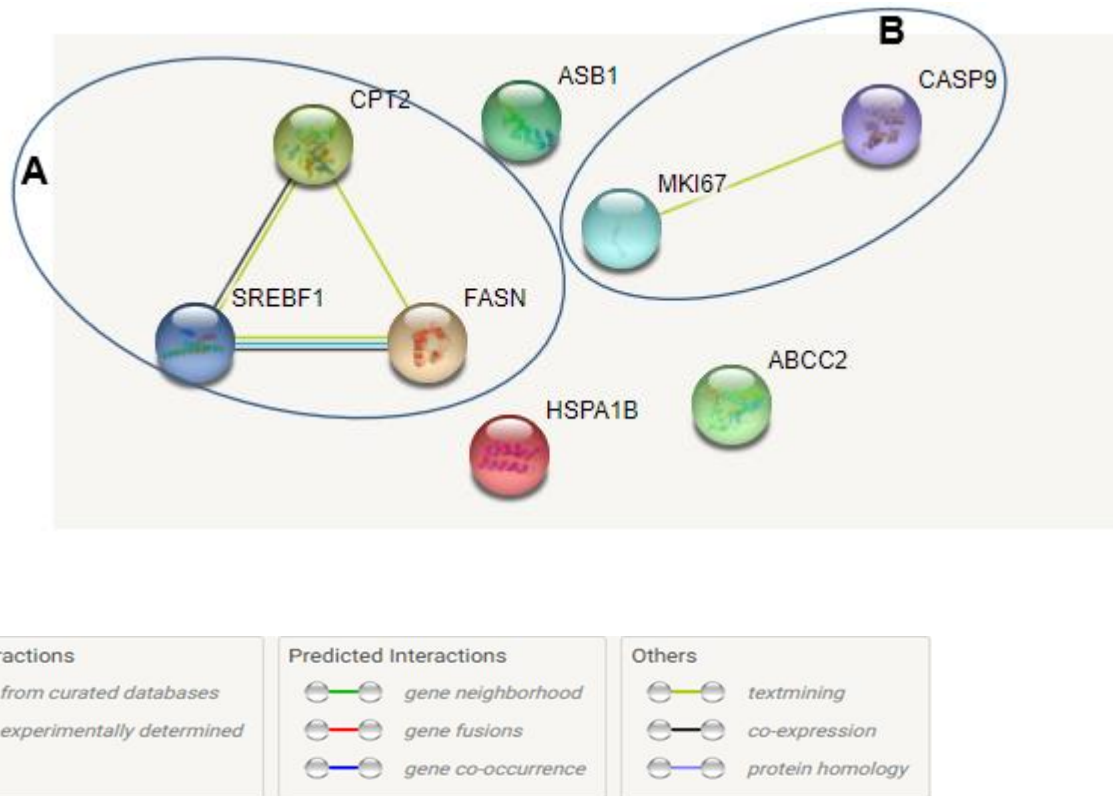 B
ASB1
CASP9
CPT2
A
MKI67
SREBF1
FASN
ABCC2
HSPA1B
ractions
from curated databases
experimentally determined
Predicted Interactions
gene neighborhood
gene fusions
gene co-occurrence
Others
textmining
co-expression
protein homology